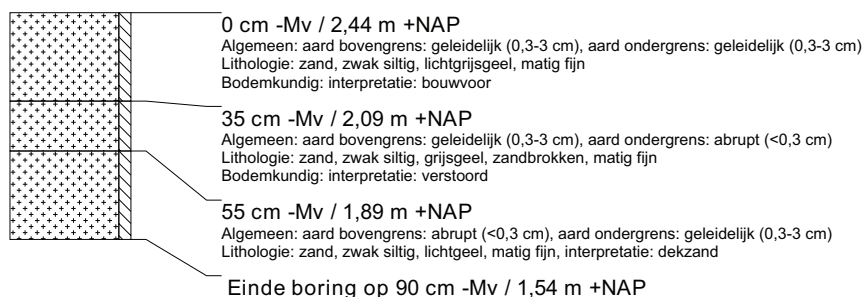 0 cm -Mv / 2,44 m +NAP
Algemeen: aard bovengrens: geleidelijk (0,3-3 cm), aard ondergrens: geleidelijk (0,3-3 cm)
Lithologie: zand, zwak siltig, lichtgrijsgeel, matig fijn
Bodemkundig: interpretatie: bouwvoor
35 cm -Mv / 2,09 m +NAP
Algemeen: aard bovengrens: geleidelijk (0,3-3 cm), aard ondergrens: abrupt (<0,3 cm)
Lithologie: zand, zwak siltig, grijsgeel, zandbrokken, matig fijn
Bodemkundig: interpretatie: verstoord
55 cm -Mv / 1,89 m +NAP
Algemeen: aard bovengrens: abrupt (<0,3 cm), aard ondergrens: geleidelijk (0,3-3 cm)
Lithologie: zand, zwak siltig, lichtgeel, matig fijn, interpretatie: dekzand
Einde boring op 90 cm -Mv / 1,54 m +NAP